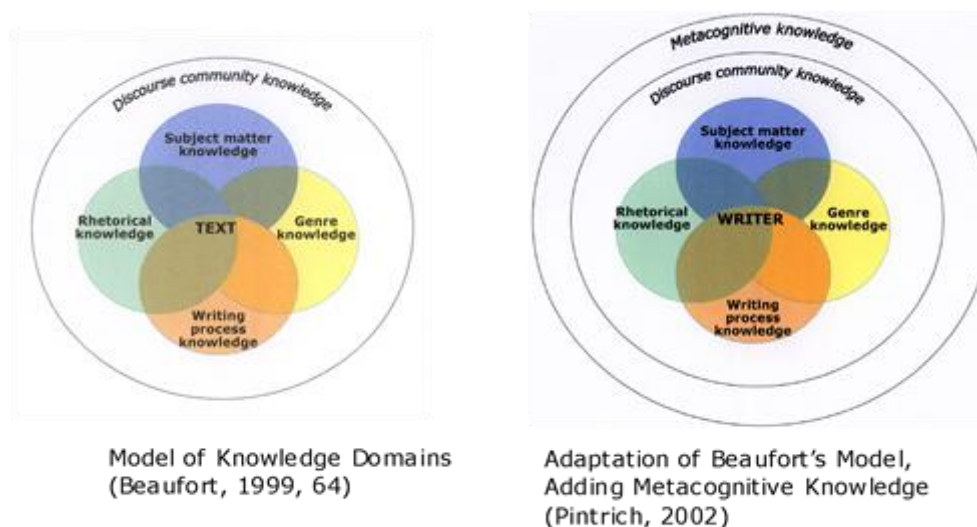 Discourse community knowledge
Subject matter
knowledge
Rhetorical
knowledge
TEXT
Genre
knowledge
Writing
process
knowledge
Model of Knowledge Domains
(Beaufort, 1999, 64)
Metacognitive knowledge
Discourse community knowledge
Subject matter
knowledge
Rhetorical
knowledge
WRITER
Genre
knowledge
Writing
process
knowledge
Adaptation of Beaufort's Model,
Adding Metacognitive Knowledge
(Pintrich, 2002)